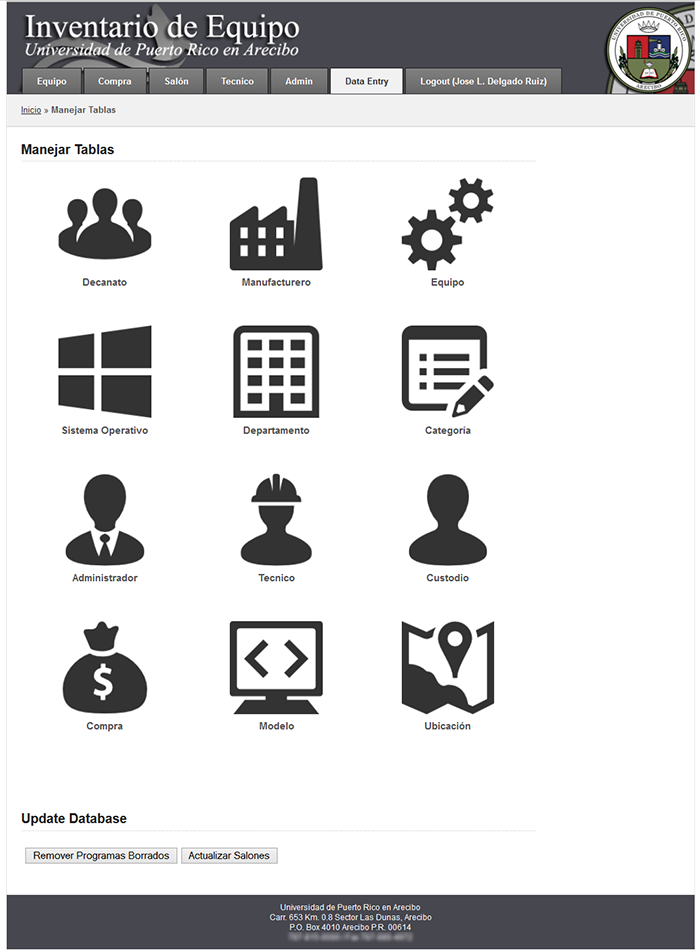 Inventario de Equipo
Universidad de Puerto Rico en Arecibo
Equipo Compra Salón Tecnico Admin Data Entry Logout (Jose L. Delgado Ruiz)
UNIVERSIDAD DE PUERTO RICO
ARECIBO
Inicio » Manejar Tablas
Manejar Tablas
Decanato Manufacturero Equipo
Sistema Operativo Departamento Categoría
Administrador Tecnico Custodio
$
Compra Modelo Ubicación
Update Database
Remover Programas Borrados Actualizar Salones
Universidad de Puerto Rico en Arecibo
Carr. 653 Km. 0.8 Sector Las Dunas, Arecibo
P.O. Box 4010 Arecibo P.R. 00614